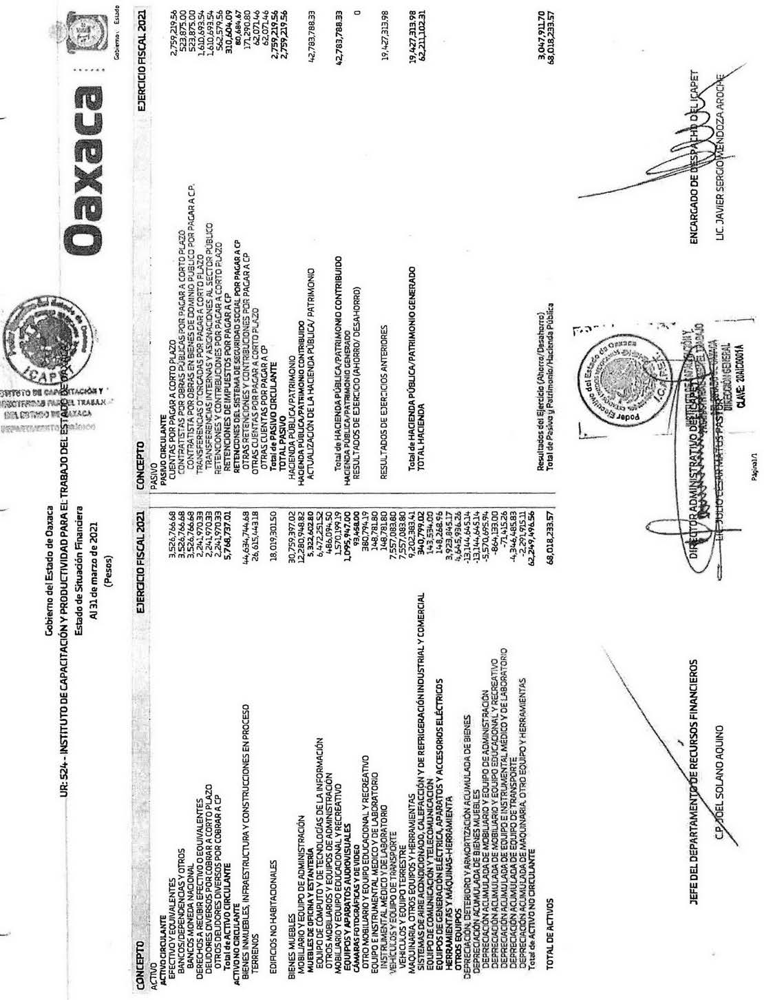 Oaxaca
Gobierno del Estado de Oaxaca
UR: 524 - INSTITUTO DE CAPACITACIÓN Y PRODUCTIVIDAD PARA EL TRABAJO DEL ESTADO DE OAXACA
Estado de Situación Financiera
Al 31 de marzo de 2021
(Pesos)
ICAPET
CONCEPTO EJERCICIO FISCAL 2021
ACTIVO
ACTIVO CIRCULANTE
EFECTIVO Y EQUIVALENTES 3,526,766.68
BANCOS/DEPENDENCIAS Y OTROS 3,526,766.68
BANCOS MONEDA NACIONAL 3,526,766.68
DERECHOS A RECIBIR EFECTIVO O EQUIVALENTES 2,241,970.33
DEUDORES DIVERSOS POR COBRAR A CORTO PLAZO 2,241,970.33
OTROS DEUDORES DIVERSO POR COBRAR A CP 2,241,970.33
Total de ACTIVO CIRCULANTE 5,768,737.01
ACTIVO NO CIRCULANTE
BIENES INMUEBLES, INFRAESTRUCTURA Y CONSTRUCCIONES EN PROCESO 44,634,744.68
TERRENOS 26,615,443.18
EDIFICIOS NO HABITACIONALES 18,019,301.50
BIENES MUEBLES 30,759,397.02
MOBILIARIO Y EQUIPO DE ADMINISTRACIÓN 12,280,948.82
MUEBLES DE OFICINA Y ESTANTERÍA 5,322,602.80
EQUIPO DE CÓMPUTO Y DE TECNOLOGÍAS DE LA INFORMACIÓN 6,472,251.52
OTROS MOBILIARIOS Y EQUIPOS DE ADMINISTRACIÓN 486,094.50
MOBILIARIO Y EQUIPO EDUCACIONAL Y RECREATIVO 1,570,199.19
EQUIPOS Y APARATOS AUDIOVISUALES 1,095,947.00
CÁMARAS FOTOGRÁFICAS Y DE VIDEO 93,458.00
OTRO MOBILIARIO Y EQUIPO EDUCACIONAL Y RECREATIVO 380,794.19
EQUIPO E INSTRUMENTAL MEDICO Y DE LABORATORIO 148,781.80
INSTRUMENTAL MÉDICO Y DE LABORATORIO 148,781.80
VEHÍCULOS Y EQUIPO DE TRANSPORTE 7,557,083.80
VEHICULOS Y EQUIPO TERRESTRE 7,557,083.80
MAQUINARIA, OTROS EQUIPOS Y HERRAMIENTAS 9,202,383.41
SISTEMAS DE AIRE ACONDICIONADO, CALEFACCIÓN Y DE REFRIGERACIÓN INDUSTRIAL Y COMERCIAL 340,799.02
EQUIPO DE COMUNICACIÓN Y TELECOMUNICACIÓN 143,534.00
EQUIPOS DE GENERACIÓN ELÉCTRICA, APARATOS Y ACCESORIOS ELÉCTRICOS 148,268.96
HERRAMIENTAS Y MÁQUINAS-HERRAMIENTA 3,923,845.17
OTROS EQUIPOS 4,645,936.26
DEPRECIACIÓN, DETERIORO Y AMORTIZACIÓN ACUMULADA DE BIENES -13,144,645.14
DEPRECIACIÓN ACUMULADA DE BIENES MUEBLES -13,144,645.14
DEPRECIACIÓN ACUMULADA DE MOBILIARIO Y EQUIPO DE ADMINISTRACIÓN -5,570,695.94
DEPRECIACIÓN ACUMULADA DE MOBILIARIO Y EQUIPO EDUCACIONAL Y RECREATIVO -864,133.00
DEPRECIACIÓN ACUMULADA DE EQUIPO E INSTRUMENTAL MÉDICO Y DE LABORATORIO -71,415.26
DEPRECIACIÓN ACUMULADA DE EQUIPO DE TRANSPORTE -4,346,485.83
DEPRECIACIÓN ACUMULADA DE MAQUINARIA, OTRO EQUIPO Y HERRAMIENTAS -2,291,915.11
Total de ACTIVO NO CIRCULANTE 62,249,496.56
TOTAL DE ACTIVOS 68,018,233.57
CONCEPTO EJERCICIO FISCAL 2021
PASIVO
PASIVO CIRCULANTE
CUENTAS POR PAGAR A CORTO PLAZO 2,759,219.56
CONTRATISTAS POR OBRAS PÚBLICAS POR PAGAR A CORTO PLAZO 523,875.00
CONTRATISTA POR OBRAS EN BIENES DE DOMINIO PUBLICO POR PAGAR A C.P. 523,875.00
TRANSFERENCIAS OTORGADAS POR PAGAR A CORTO PLAZO 1,610,693.54
TRANSFERENCIAS INTERNAS Y ASIGNACIONES AL SECTOR PÚBLICO 1,610,693.54
RETENCIONES Y CONTRIBUCIONES POR PAGAR A CORTO PLAZO 562,579.56
RETENCIONES DE IMPUESTOS POR PAGAR A CP 310,604.09
RETENCIONES DEL SISTEMA DE SEGURIDAD SOCIAL POR PAGAR A CP 80,684.67
OTRAS RETENCIONES Y CONTRIBUCIONES POR PAGAR A CP 171,290.80
OTRAS CUENTAS POR PAGAR A CORTO PLAZO 62,071.46
OTRAS CUENTAS POR PAGAR A CP 62,071.46
Total de PASIVO CIRCULANTE 2,759,219.56
TOTAL PASIVO 2,759,219.56
HACIENDA PÚBLICA/PATRIMONIO
HACIENDA PÚBLICA/PATRIMONIO CONTRIBUIDO
ACTUALIZACIÓN DE LA HACIENDA PÚBLICA/ PATRIMONIO 42,783,788.33
Total de HACIENDA PÚBLICA/PATRIMONIO CONTRIBUIDO 42,783,788.33
HACIENDA PÚBLICA/PATRIMONIO GENERADO
RESULTADOS DE EJERCICIO (AHORRO/ DESAHORRO) 0
RESULTADOS DE EJERCICIOS ANTERIORES 19,427,313.98
Total de HACIENDA PÚBLICA/PATRIMONIO GENERADO 19,427,313.98
TOTAL HACIENDA 62,211,102.31
Resultados del Ejercicio (Ahorro/Desahorro) 3,047,911.70
Total de Pasivo y Patrimonio/Hacienda Pública 68,018,233.57
Poder Ejecutivo del Estado de Oaxaca
DIRECCIÓN GENERAL
CLAVE: 20AIC0001A
JEFE DEL DEPARTAMENTO DE RECURSOS FINANCIEROS
C.P. JOEL SOLANO AQUINO
DIRECTOR ADMINISTRATIVO DEL ICAPET
LIC. JULIO CÉSAR MATUS PASTOR
ENCARGADO DE DESPACHO DEL ICAPET
LIC. JAVIER SERGIO MENDOZA AROCHE
Página1/1